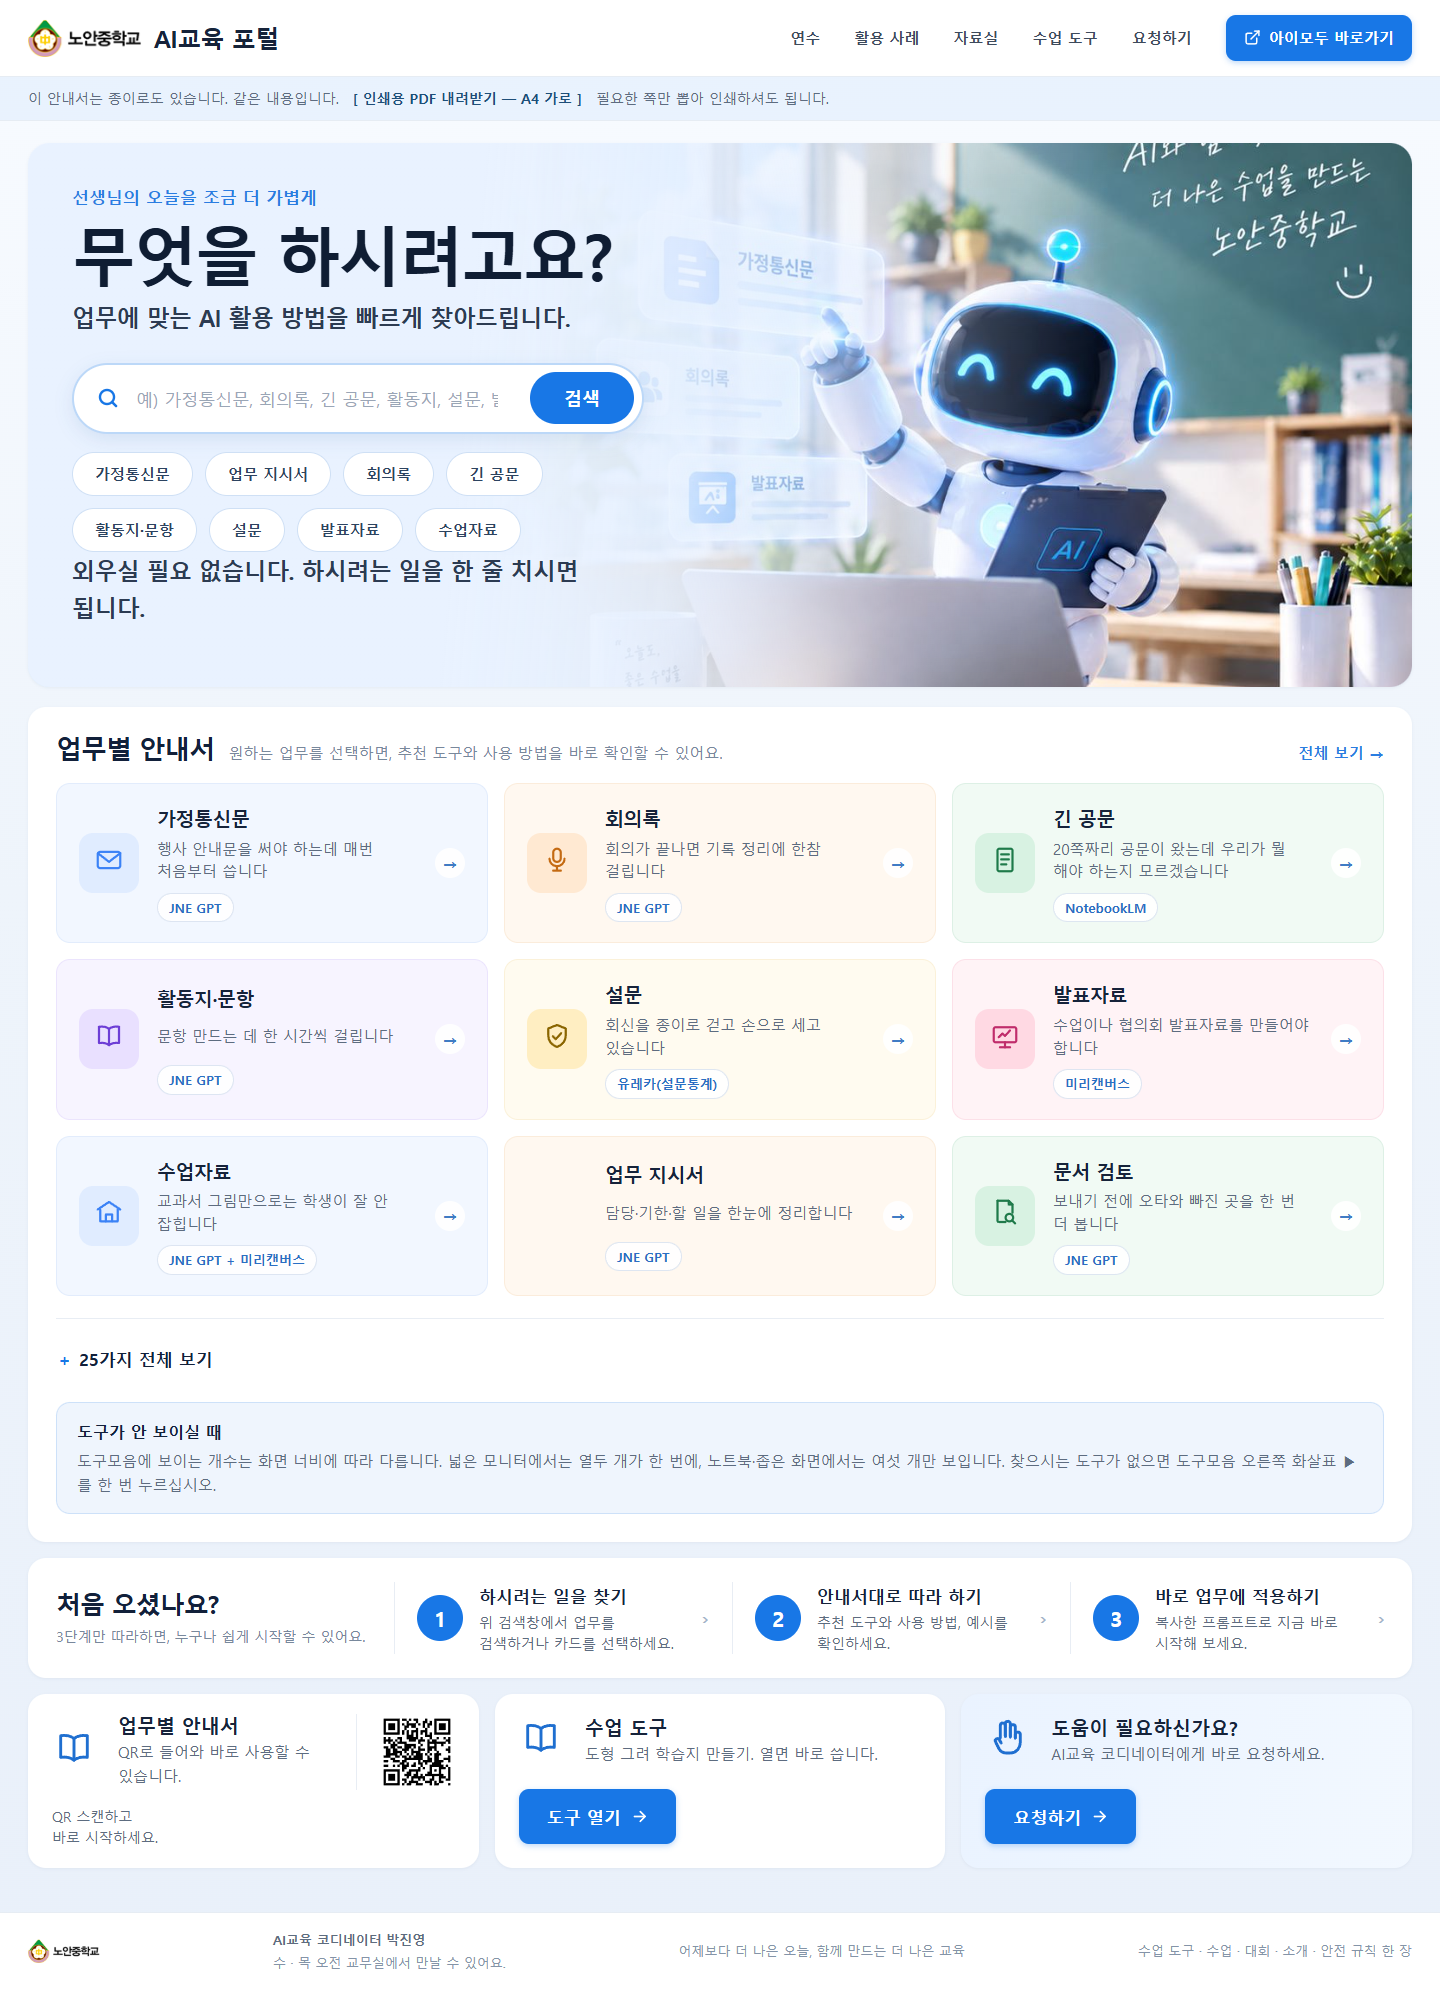 노안중학교 AI교육 포털
연수 활용 사례 자료실 수업 도구 요청하기 아이모두 바로가기
이 안내서는 종이로도 있습니다. 같은 내용입니다. [ 인쇄용 PDF 내려받기 — A4 가로 ] 필요한 쪽만 뽑아 인쇄하셔도 됩니다.
선생님의 오늘을 조금 더 가볍게
무엇을 하시려고요?
업무에 맞는 AI 활용 방법을 빠르게 찾아드립니다.
예) 가정통신문, 회의록, 긴 공문, 활동지, 설문,
검색
가정통신문 업무 지시서 회의록 긴 공문
활동지·문항 설문 발표자료 수업자료
외우실 필요 없습니다. 하시려는 일을 한 줄 치시면
됩니다.
가정통신문
회의록
발표자료
"오늘도,
좋은 수업을
AI
AI와
더 나은 수업을 만드는
노안중학교
업무별 안내서 원하는 업무를 선택하면, 추천 도구와 사용 방법을 바로 확인할 수 있어요.
전체 보기 →
가정통신문
행사 안내문을 써야 하는데 매번
처음부터 씁니다
JNE GPT
→
회의록
회의가 끝나면 기록 정리에 한참
걸립니다
JNE GPT
→
긴 공문
20쪽짜리 공문이 왔는데 우리가 뭘
해야 하는지 모르겠습니다
NotebookLM
→
활동지·문항
문항 만드는 데 한 시간씩 걸립니다
JNE GPT
→
설문
회신을 종이로 걷고 손으로 세고
있습니다
유레카(설문통계)
→
발표자료
수업이나 협의회 발표자료를 만들어야
합니다
미리캔버스
→
수업자료
교과서 그림만으로는 학생이 잘 안
잡힙니다
JNE GPT + 미리캔버스
→
업무 지시서
담당·기한·할 일을 한눈에 정리합니다
JNE GPT
→
문서 검토
보내기 전에 오타와 빠진 곳을 한 번
더 봅니다
JNE GPT
→
+ 25가지 전체 보기
도구가 안 보이실 때
도구모음에 보이는 개수는 화면 너비에 따라 다릅니다. 넓은 모니터에서는 열두 개가 한 번에, 노트북·좁은 화면에서는 여섯 개만 보입니다. 찾으시는 도구가 없으면 도구모음 오른쪽 화살표 ▶
를 한 번 누르십시오.
처음 오셨나요?
3단계만 따라하면, 누구나 쉽게 시작할 수 있어요.
1
하시려는 일을 찾기
위 검색창에서 업무를
검색하거나 카드를 선택하세요.
›
2
안내서대로 따라 하기
추천 도구와 사용 방법, 예시를
확인하세요.
›
3
바로 업무에 적용하기
복사한 프롬프트로 지금 바로
시작해 보세요.
›
업무별 안내서
QR로 들어와 바로 사용할 수
있습니다.
QR 스캔하고
바로 시작하세요.
수업 도구
도형 그려 학습지 만들기. 열면 바로 씁니다.
도구 열기 →
도움이 필요하신가요?
AI교육 코디네이터에게 바로 요청하세요.
요청하기 →
노안중학교
AI교육 코디네이터 박진영
수 · 목 오전 교무실에서 만날 수 있어요.
어제보다 더 나은 오늘, 함께 만드는 더 나은 교육
수업 도구 · 수업 · 대회 · 소개 · 안전 규칙 한 장